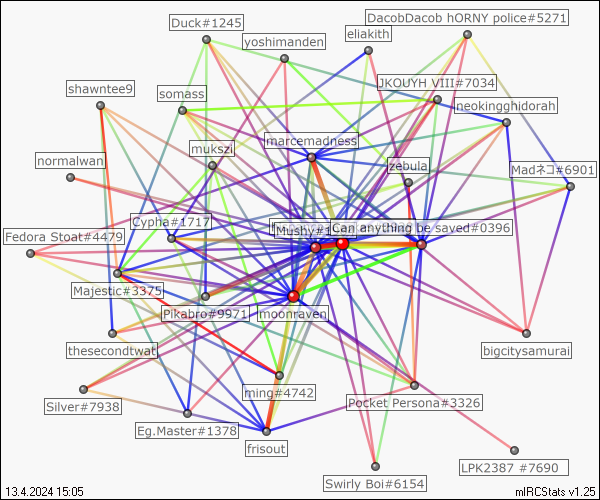 Duck#1245
DacobDacob hORNY police#5271
eliakith
yoshimanden
JKOUYH VIII#7034
shawntee9
somass
neokingghidorah
marcemadness
mukszi
normalwan
zebula
Madネコ#6901
Cypha#1717
Mushy#1
Can anything be saved#0396
Fedora Stoat#4479
Majestic#3375
Pikabro#9971
moonraven
thesecondtwat
bigcitysamurai
ming#4742
Pocket Persona#3326
Silver#7938
Eg.Master#1378
frisout
LPK2387 #7690
Swirly Boi#6154
13.4.2024 15:05
mIRCStats v1.25